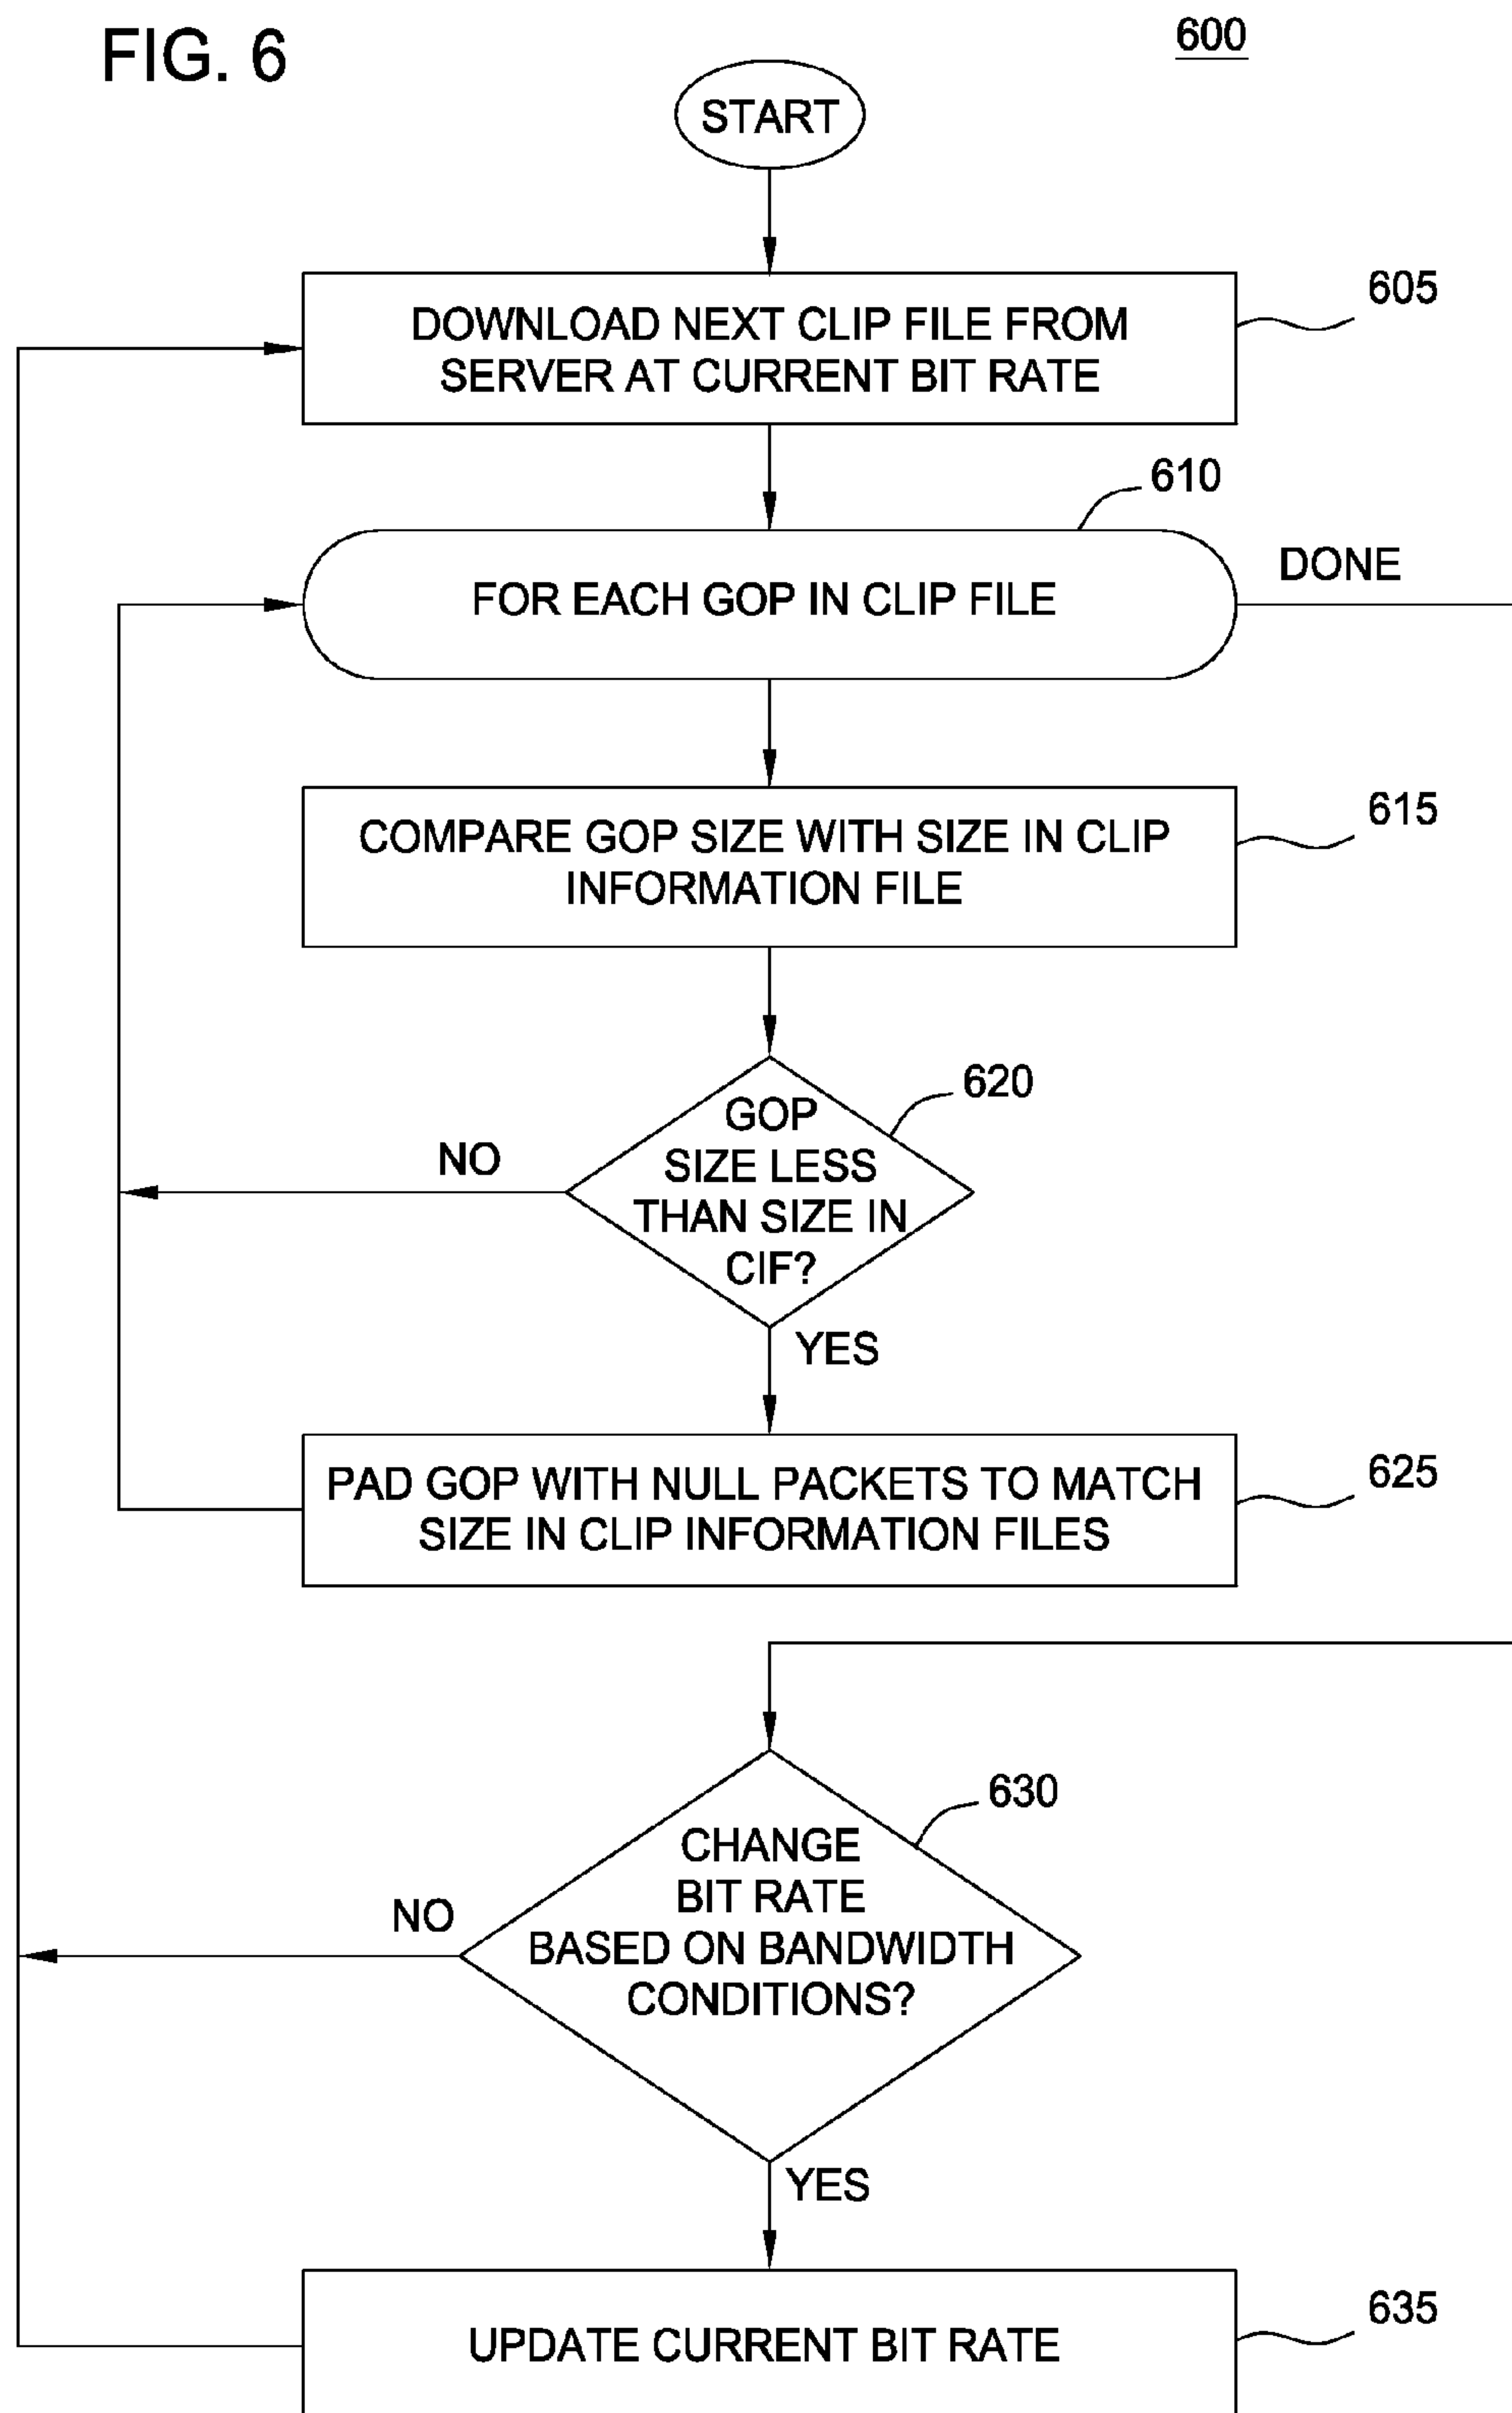 FIG. 6
600
START
DOWNLOAD NEXT CLIP FILE FROM
SERVER AT CURRENT BIT RATE
605
610
FOR EACH GOP IN CLIP FILE
DONE
COMPARE GOP SIZE WITH SIZE IN CLIP
INFORMATION FILE
615
GOP
SIZE LESS
THAN SIZE IN
CIF?
620
NO
YES
PAD GOP WITH NULL PACKETS TO MATCH
SIZE IN CLIP INFORMATION FILES
625
CHANGE
BIT RATE
BASED ON BANDWIDTH
CONDITIONS?
630
NO
YES
UPDATE CURRENT BIT RATE
635